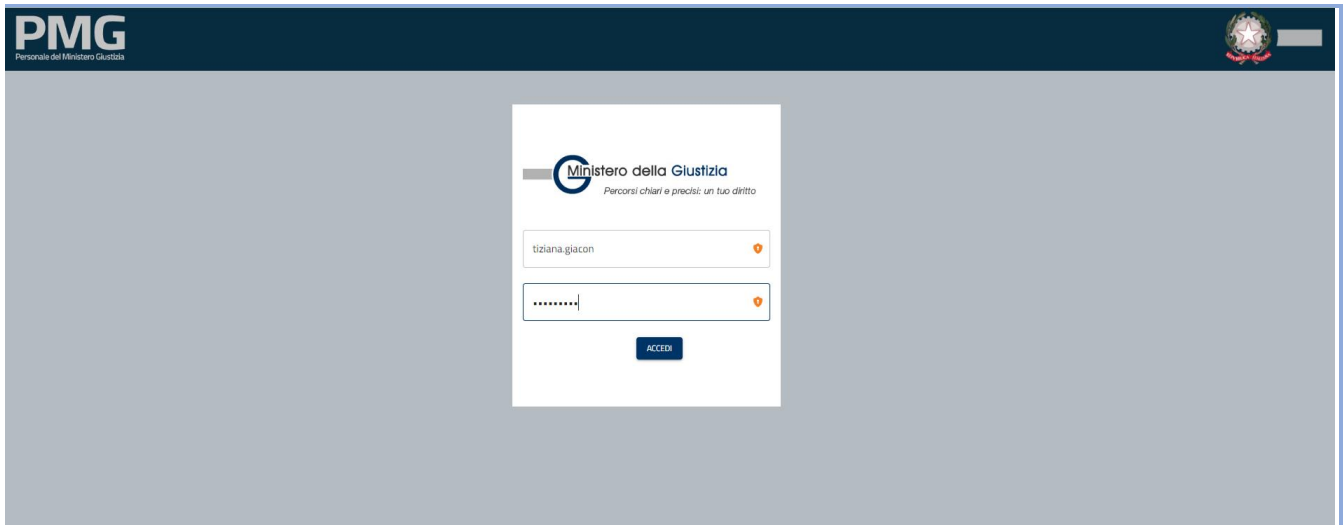 PMG
Personale del Ministero Giustizia
Ministero della Giustizia
Percorsi chiari e precisi: un tuo diritto
tiziana.giacon
•••••••••
ACCEDI